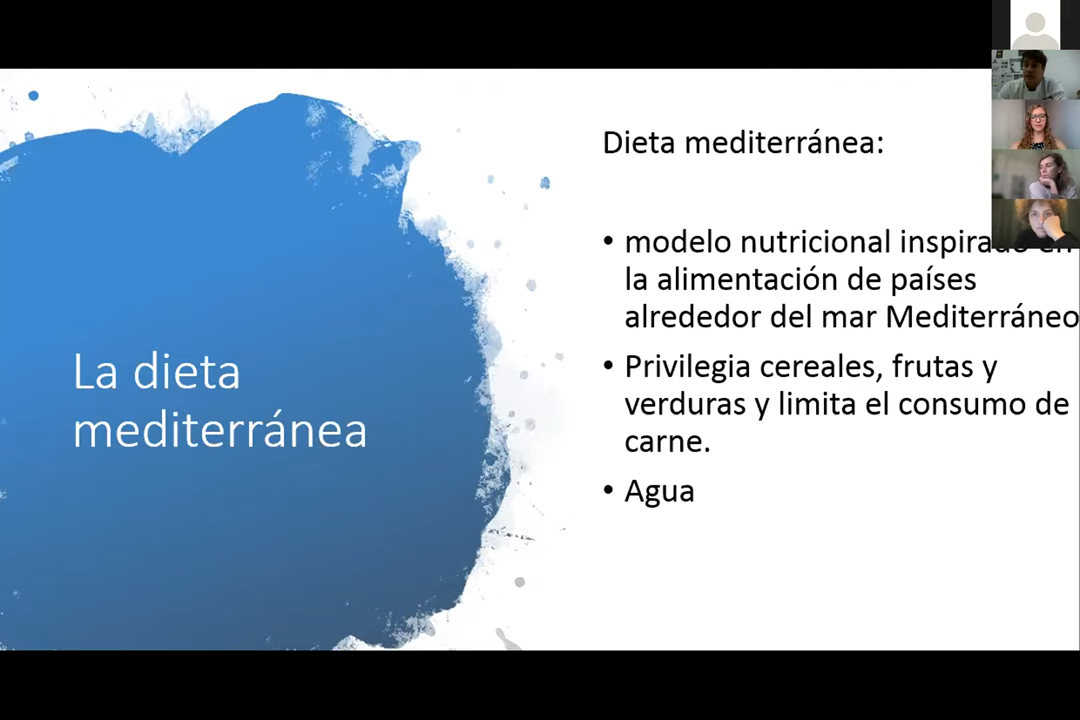 La dieta
mediterránea
Dieta mediterránea:
• modelo nutricional inspirado en
la alimentación de países
alrededor del mar Mediterráneo
• Privilegia cereales, frutas y
verduras y limita el consumo de
carne.
• Agua